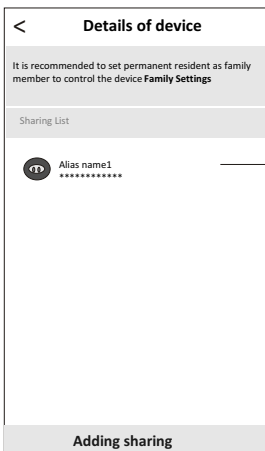 < Details of device
It is recommended to set permanent resident as family
member to control the device Family Settings
Sharing List
Alias name1
************
Adding sharing